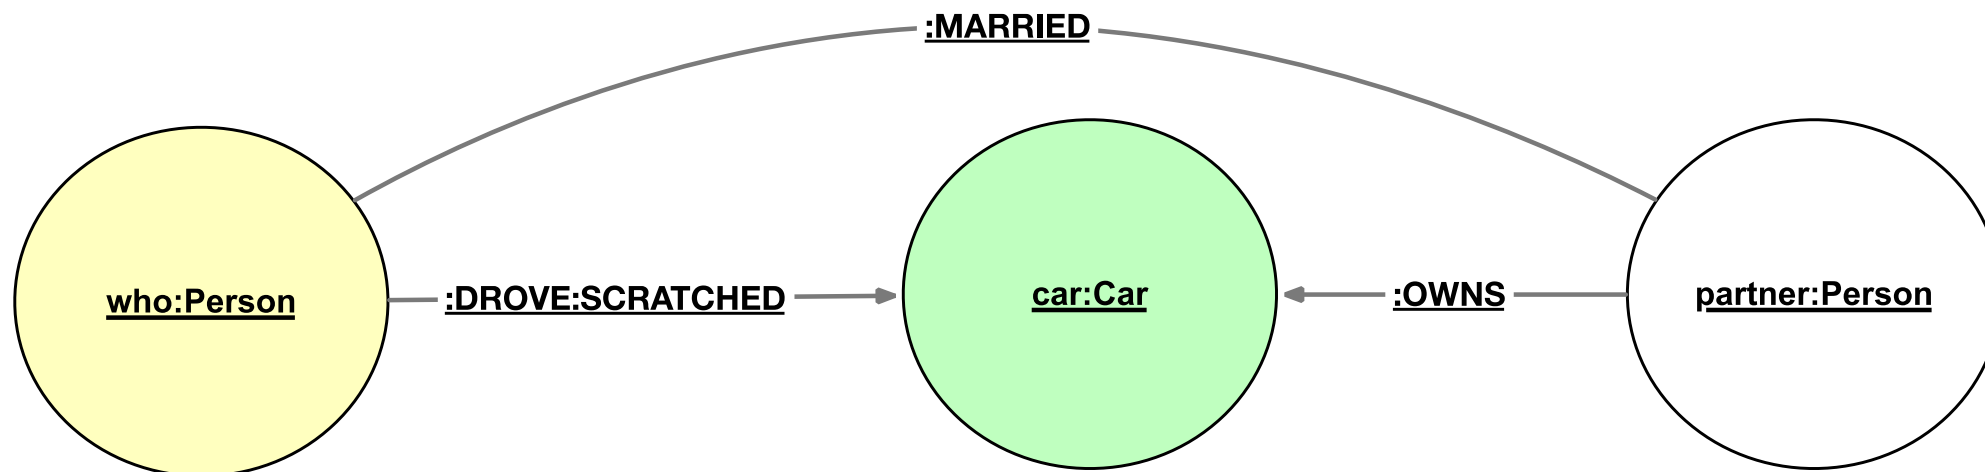 :MARRIED
who:Person
:DROVE:SCRATCHED
car:Car
:OWNS
partner:Person